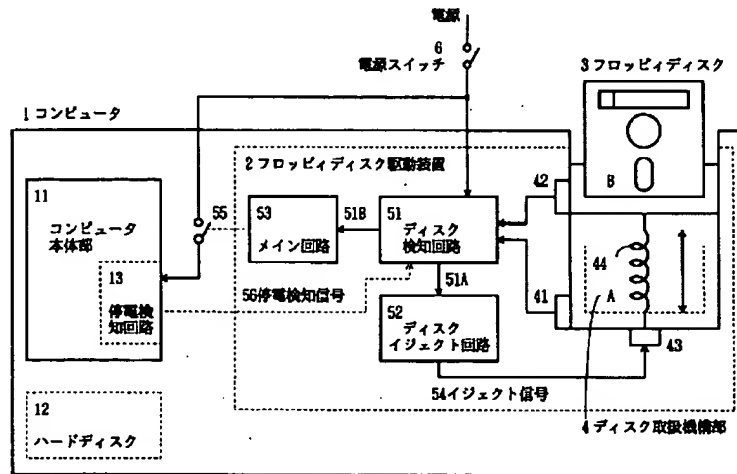 電源
6
電源スイッチ
3フロッピィディスク
1コンピュータ
2フロッピィディスク駆動装置
B
42
11
コンピュータ
本体部
55
53
メイン回路
51B
51
ディスク
検知回路
44
13
停電検
知回路
56停電検知信号
51A
41
A
52
ディスク
イジェクト回路
43
54イジェクト信号
12
ハードディスク
4ディスク取扱機構部